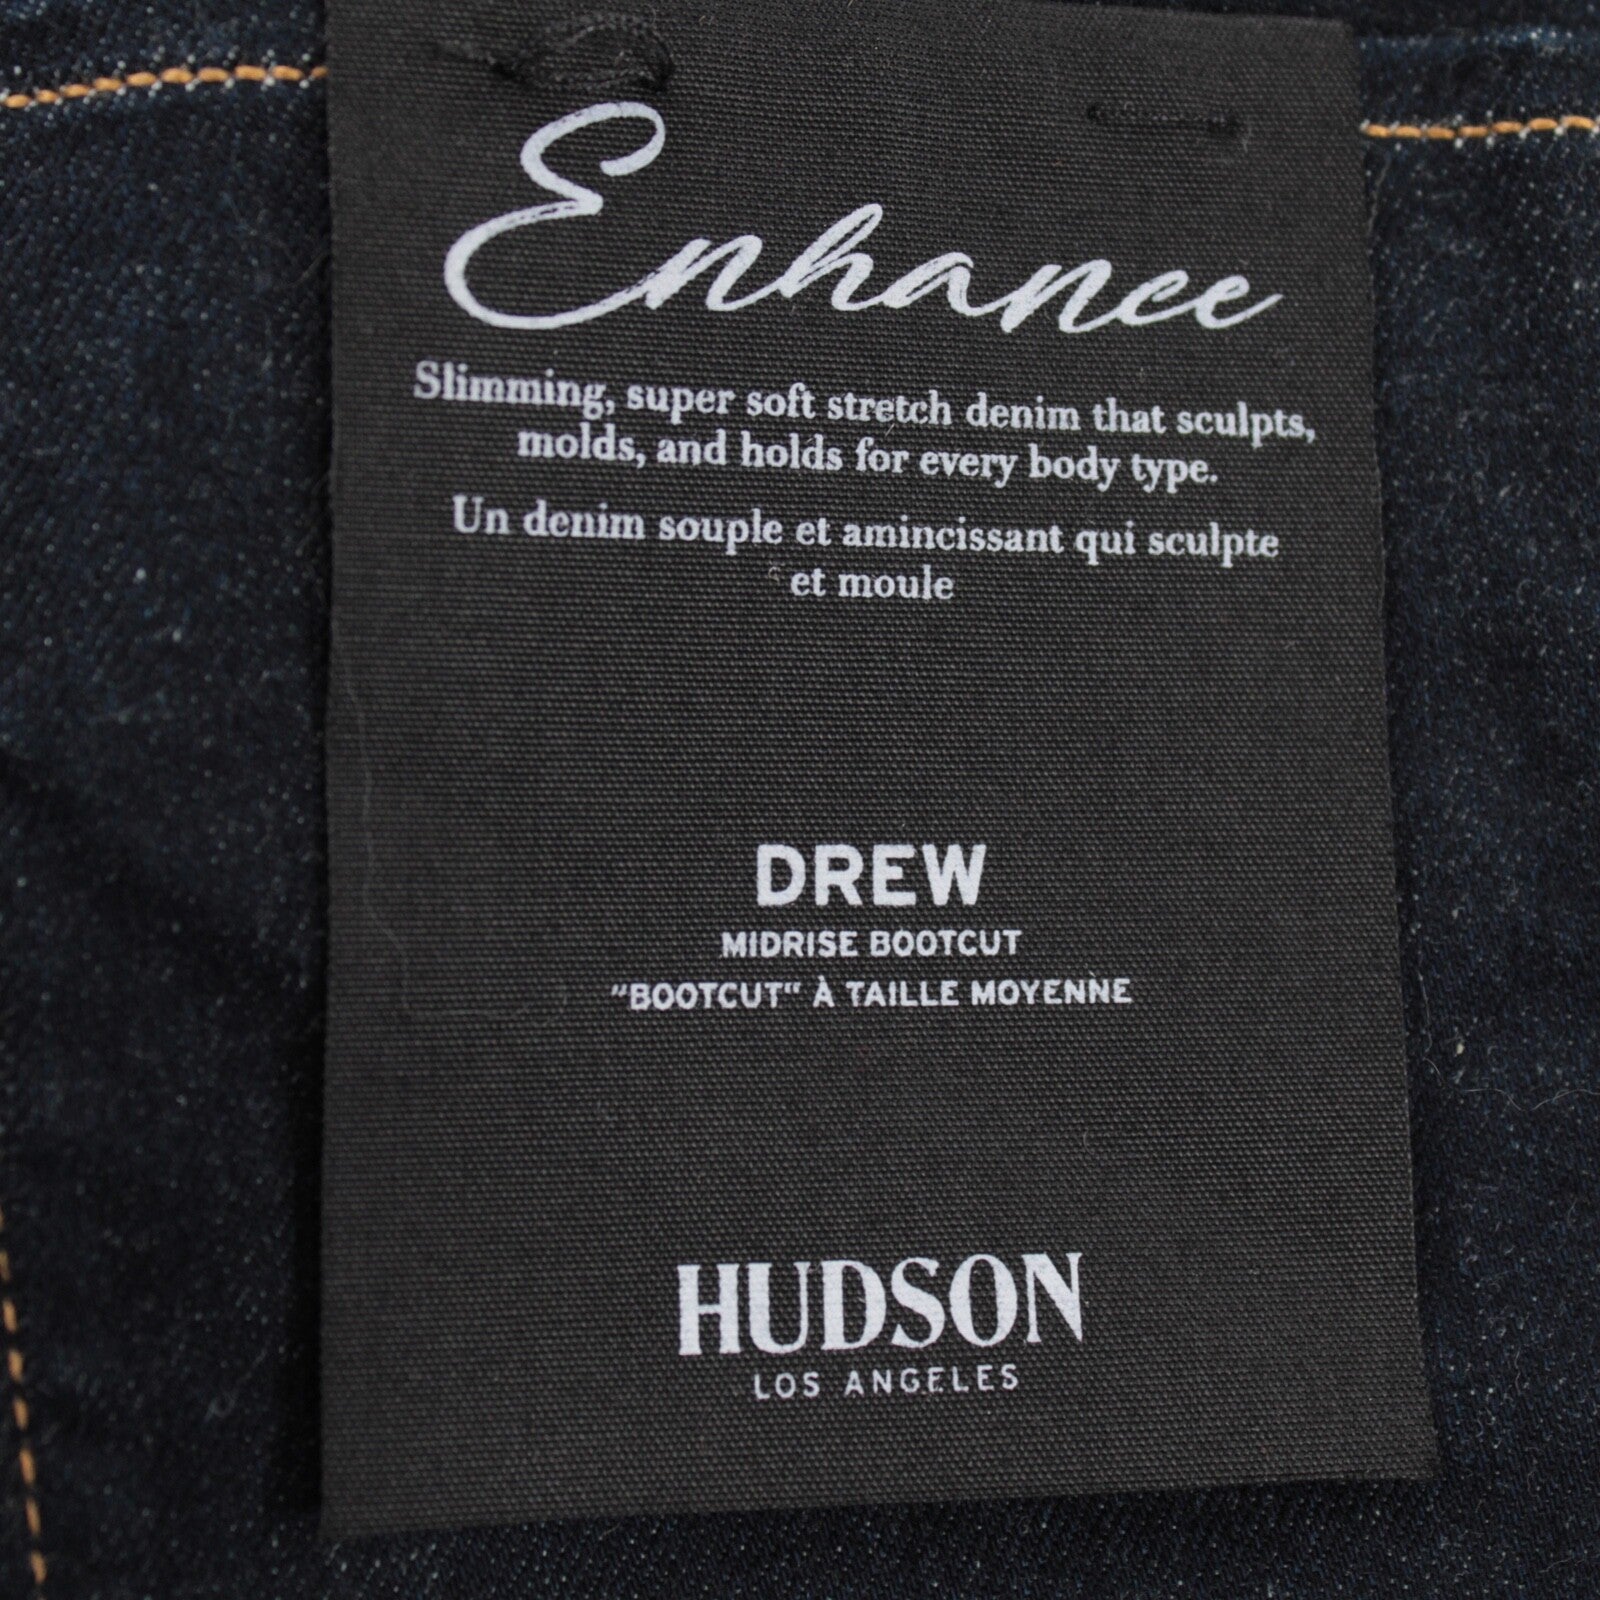 Enhance
Slimming, super soft stretch denim that sculpts,
molds, and holds for every body type.
Un denim souple et amincissant qui sculpte
et moule
DREW
MIDRISE BOOTCUT
"BOOTCUT" À TAILLE MOYENNE
HUDSON
LOS ANGELES